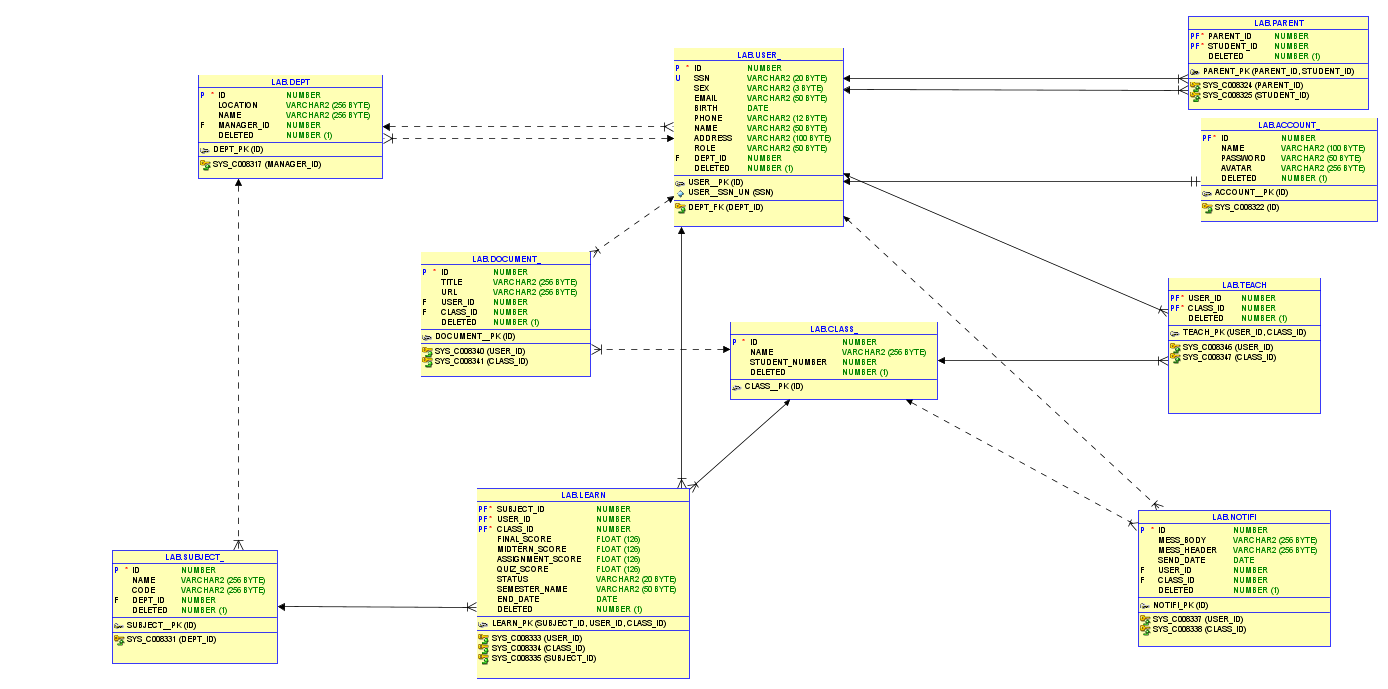 LAB.PARENT
PF* PARENT_ID NUMBER
PF* STUDENT_ID NUMBER
DELETED NUMBER (1)
PARENT_PK (PARENT_ID, STUDENT_ID)
SYS_C008324 (PARENT_ID)
SYS_C008325 (STUDENT_ID)
LAB.USER_
P * ID NUMBER
U SSN VARCHAR2 (20 BYTE)
SEX VARCHAR2 (3 BYTE)
EMAIL VARCHAR2 (50 BYTE)
BIRTH DATE
PHONE VARCHAR2 (12 BYTE)
NAME VARCHAR2 (50 BYTE)
ADDRESS VARCHAR2 (100 BYTE)
ROLE VARCHAR2 (50 BYTE)
F DEPT_ID NUMBER
DELETED NUMBER (1)
USER__PK (ID)
USER__SSN_UN (SSN)
DEPT_FK (DEPT_ID)
LAB.DEPT
P * ID NUMBER
LOCATION VARCHAR2 (256 BYTE)
NAME VARCHAR2 (256 BYTE)
F MANAGER_ID NUMBER
DELETED NUMBER (1)
DEPT_PK (ID)
SYS_C008317 (MANAGER_ID)
LAB.ACCOUNT_
PF* ID NUMBER
NAME VARCHAR2 (100 BYTE)
PASSWORD VARCHAR2 (50 BYTE)
AVATAR VARCHAR2 (256 BYTE)
DELETED NUMBER (1)
ACCOUNT__PK (ID)
SYS_C008322 (ID)
LAB.DOCUMENT_
P * ID NUMBER
TITLE VARCHAR2 (256 BYTE)
URL VARCHAR2 (256 BYTE)
F USER_ID NUMBER
F CLASS_ID NUMBER
DELETED NUMBER (1)
DOCUMENT__PK (ID)
SYS_C008340 (USER_ID)
SYS_C008341 (CLASS_ID)
LAB.TEACH
PF* USER_ID NUMBER
PF* CLASS_ID NUMBER
DELETED NUMBER (1)
TEACH_PK (USER_ID, CLASS_ID)
SYS_C008346 (USER_ID)
SYS_C008347 (CLASS_ID)
LAB.CLASS_
P * ID NUMBER
NAME VARCHAR2 (256 BYTE)
STUDENT_NUMBER NUMBER
DELETED NUMBER (1)
CLASS__PK (ID)
LAB.LEARN
PF* SUBJECT_ID NUMBER
PF* USER_ID NUMBER
PF* CLASS_ID NUMBER
FINAL_SCORE FLOAT (126)
MIDTERN_SCORE FLOAT (126)
ASSIGNMENT_SCORE FLOAT (126)
QUIZ_SCORE FLOAT (126)
STATUS VARCHAR2 (20 BYTE)
SEMESTER_NAME VARCHAR2 (50 BYTE)
END_DATE DATE
DELETED NUMBER (1)
LEARN_PK (SUBJECT_ID, USER_ID, CLASS_ID)
SYS_C008333 (USER_ID)
SYS_C008334 (CLASS_ID)
SYS_C008335 (SUBJECT_ID)
LAB.NOTIFI
P * ID NUMBER
MESS_BODY VARCHAR2 (256 BYTE)
MESS_HEADER VARCHAR2 (256 BYTE)
SEND_DATE DATE
F USER_ID NUMBER
F CLASS_ID NUMBER
DELETED NUMBER (1)
NOTIFI_PK (ID)
SYS_C008337 (USER_ID)
SYS_C008338 (CLASS_ID)
LAB.SUBJECT_
P * ID NUMBER
NAME VARCHAR2 (256 BYTE)
CODE VARCHAR2 (256 BYTE)
F DEPT_ID NUMBER
DELETED NUMBER (1)
SUBJECT__PK (ID)
SYS_C008331 (DEPT_ID)